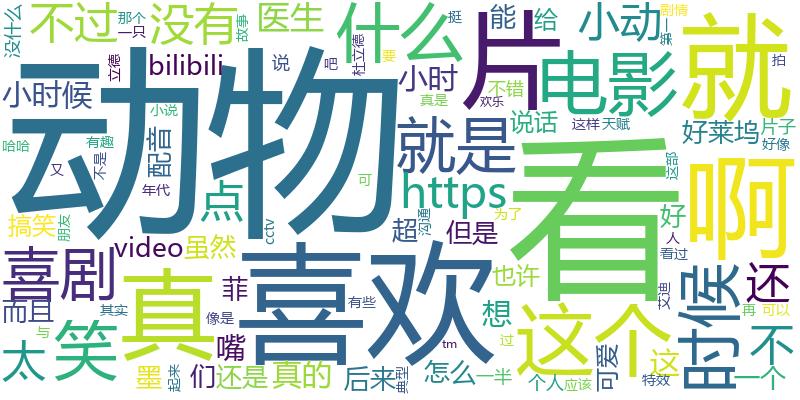 没什么
不过
那个
一只
没有
故事
医生
什么
片
能
给
小动
剧情
就
拍
立德
bilibili
说
吧
杜立德
要
小时
挺
不错
电影
小时候
动物
小说
真是
欢乐
说话
这样
天赋
好莱坞
片子
好像
哈哈
有趣
又
不是
配音
年代
就是
可
看
这部
啊
点
https
搞笑
朋友
video
虽然
cctv
超
沟通
但是
为了
好
人
看过
喜剧
真
菲
喜欢
也许
这个
艾迪
时候
还
而且
其实
与
像是
有些
嘴
tm
过
想
这
再
可以
不
太
笑
墨
起来
们
还是
真的
后来
典型
怎么
一半
个人
应该
可爱
特效
一个